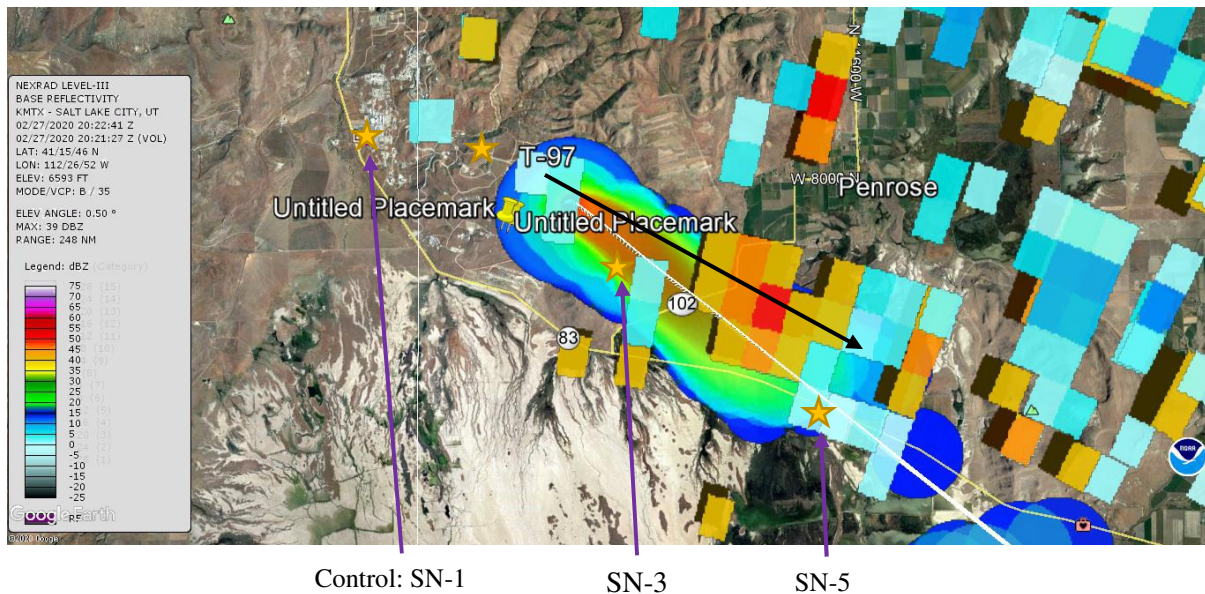 NEXRAD LEVEL-III
BASE REFLECTIVITY
KMTX - SALT LAKE CITY, UT
02/27/2020 20:22:41 Z
02/27/2020 20:21:27 Z (VOL)
LAT: 41/15/46 N
LON: 112/26/52 W
ELEV: 6593 FT
MODE/VCP: B / 35
ELEV ANGLE: 0.50 °
MAX: 39 DBZ
RANGE: 248 NM
Legend: dBZ (Category)
75
70
65
60
55
50
45
40
35
30
25
20
15
10
5
0
-5
-10
-15
-20
-25
RF
Google Earth
T-97
Untitled Placemark
Untitled Placemark
N 11600 W
W 8000 N
Penrose
102
83
NOAA
Control: SN-1
SN-3
SN-5